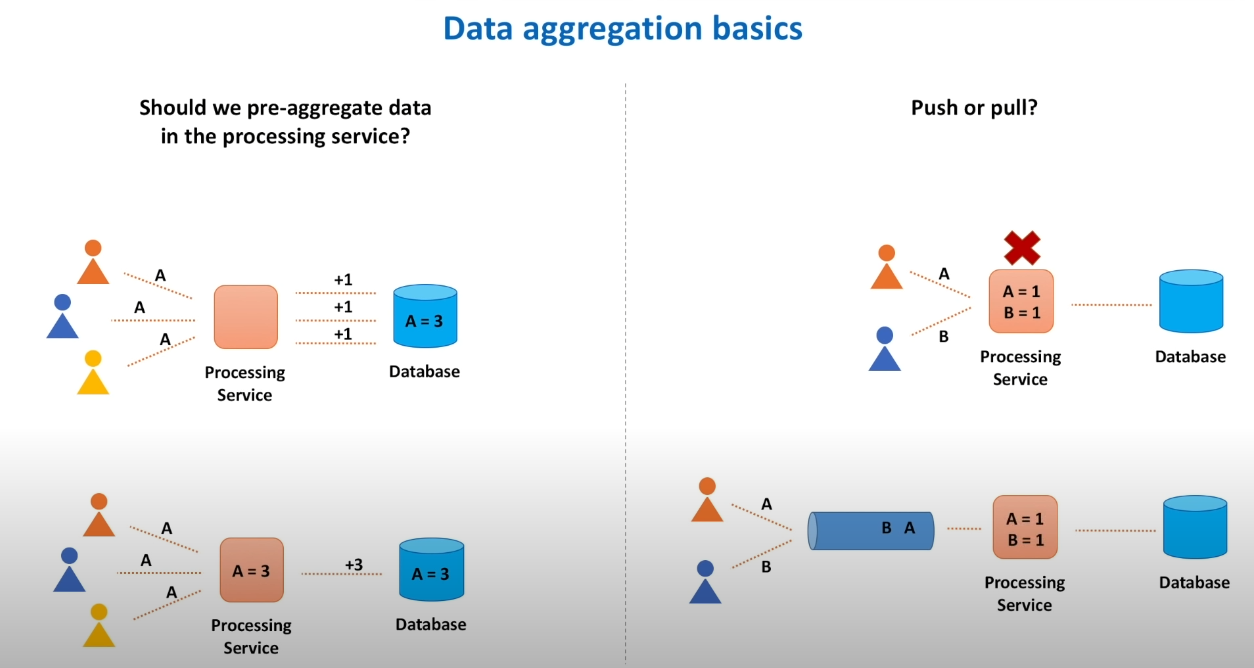 Data aggregation basics
Should we pre-aggregate data
in the processing service?
A
A
A
+1
+1
+1
A = 3
Processing
Service
Database
A
A
A
A = 3
+3
A = 3
Processing
Service
Database
Push or pull?
A
B
A = 1
B = 1
Processing
Service
Database
A
B
B A
A = 1
B = 1
Processing
Service
Database